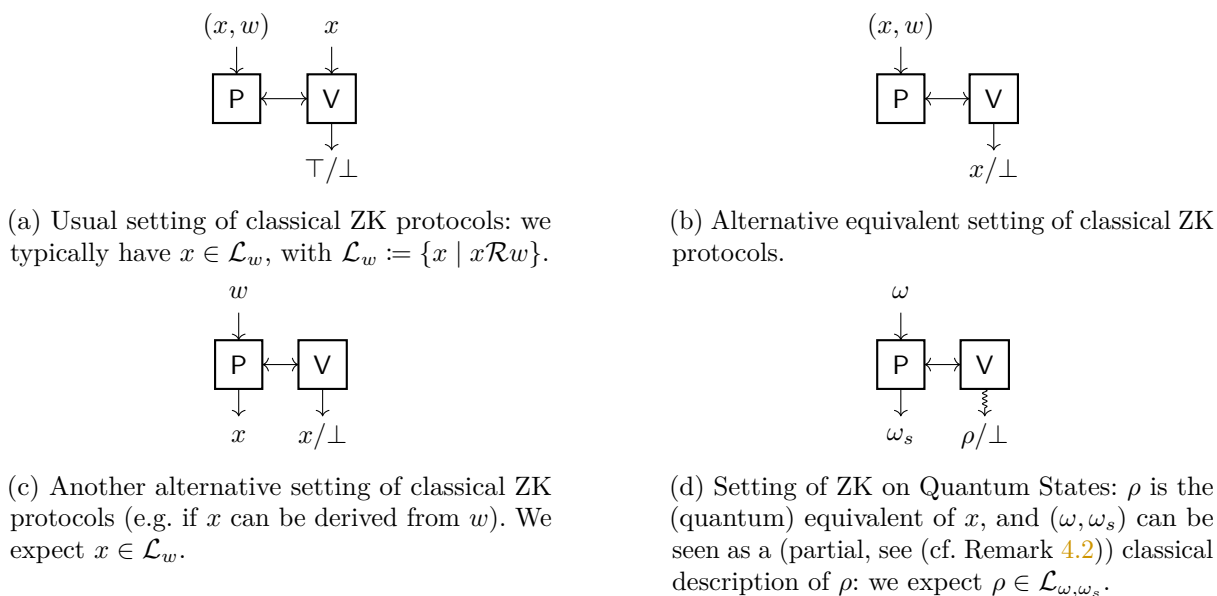 (x, w)
x
P
V
⊤/⊥
(a) Usual setting of classical ZK protocols: we
typically have x ∈ ℒ_w, with ℒ_w ≔ {x | xℛw}.
(x, w)
P
V
x/⊥
(b) Alternative equivalent setting of classical ZK
protocols.
w
P
V
x
x/⊥
(c) Another alternative setting of classical ZK
protocols (e.g. if x can be derived from w). We
expect x ∈ ℒ_w.
ω
P
V
ω_s
ρ/⊥
(d) Setting of ZK on Quantum States: ρ is the
(quantum) equivalent of x, and (ω, ω_s) can be
seen as a (partial, see (cf. Remark 4.2)) classical
description of ρ: we expect ρ ∈ ℒ_{ω,ω_s}.